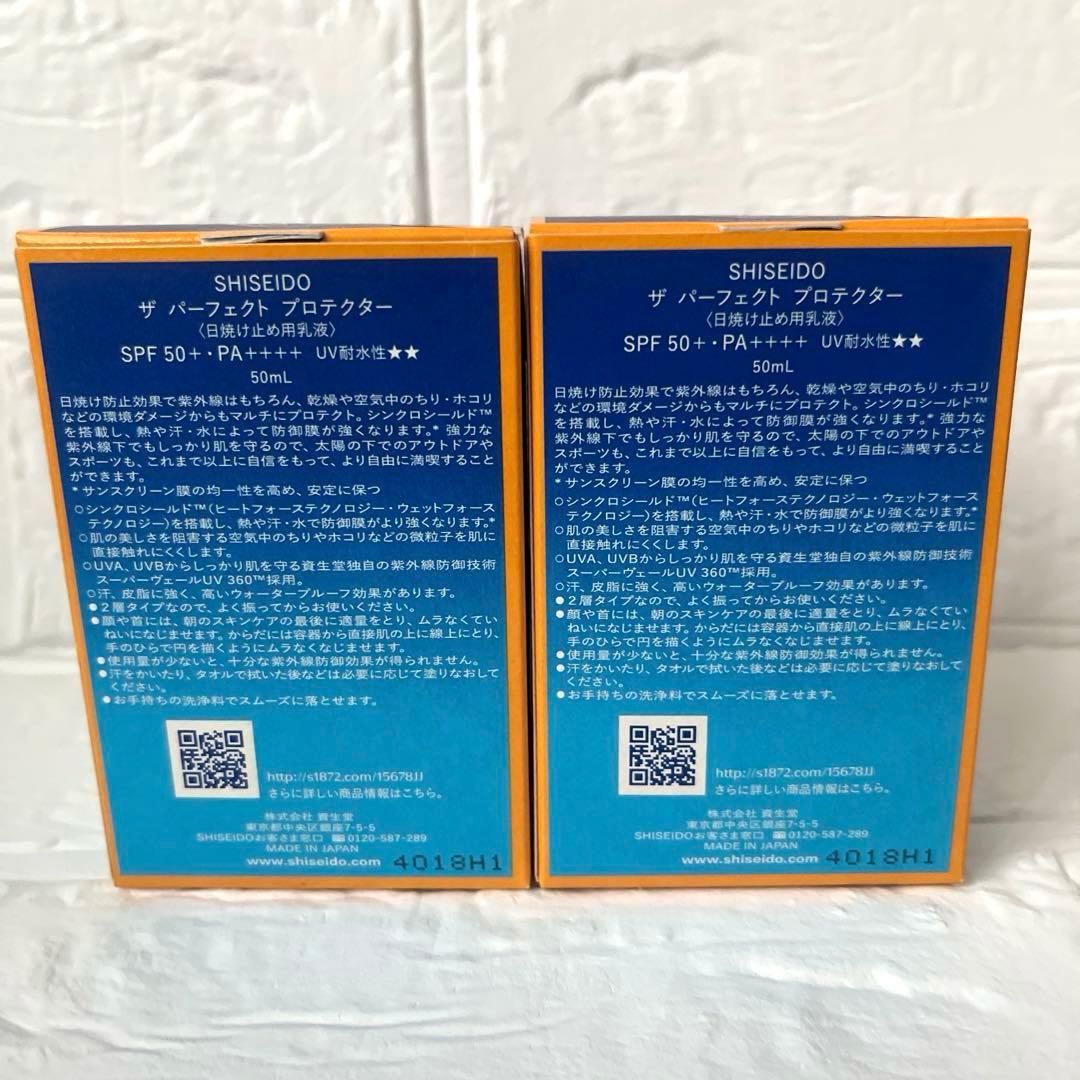 SHISEIDO
ザ パーフェクト プロテクター
〈日焼け止め用乳液〉
SPF 50+・PA++++ UV耐水性★★
50mL
日焼け防止効果で紫外線はもちろん、乾燥や空気中のちり・ホコリ
などの環境ダメージからもマルチにプロテクト。シンクロシールド™
を搭載し、熱や汗・水によって防御膜が強くなります。* 強力な
紫外線下でもしっかり肌を守るので、太陽の下でのアウトドアや
スポーツも、これまで以上に自信をもって、より自由に満喫すること
ができます。
*サンスクリーン膜の均一性を高め、安定に保つ
○シンクロシールド™(ヒートフォーステクノロジー・ウェットフォース
テクノロジー)を搭載し、熱や汗・水で防御膜がより強くなります。*
○肌の美しさを阻害する空気中のちりやホコリなどの微粒子を肌に
直接触れにくくします。
○UVA、UVBからしっかり肌を守る資生堂独自の紫外線防御技術
スーパーヴェールUV 360™採用。
○汗、皮脂に強く、高いウォータープルーフ効果があります。
●2層タイプなので、よく振ってからお使いください。
●顔や首には、朝のスキンケアの最後に適量をとり、ムラなくてい
ねいになじませます。からだには容器から直接肌の上に線上にとり、
手のひらで円を描くようにムラなくなじませます。
●使用量が少ないと、十分な紫外線防御効果が得られません。
●汗をかいたり、タオルで拭いた後などは必要に応じて塗りなおして
ください。
●お手持ちの洗浄料でスムーズに落とせます。
http://s1872.com/15678JJ
さらに詳しい商品情報はこちら。
株式会社 資生堂
東京都中央区銀座7-5-5
SHISEIDOお客さま窓口 0120-587-289
MADE IN JAPAN
www.shiseido.com 4018H1
SHISEIDO
ザ パーフェクト プロテクター
〈日焼け止め用乳液〉
SPF 50+・PA++++ UV耐水性★★
50mL
日焼け防止効果で紫外線はもちろん、乾燥や空気中のちり・ホコリ
などの環境ダメージからもマルチにプロテクト。シンクロシールド™
を搭載し、熱や汗・水によって防御膜が強くなります。* 強力な
紫外線下でもしっかり肌を守るので、太陽の下でのアウトドアや
スポーツも、これまで以上に自信をもって、より自由に満喫すること
ができます。
*サンスクリーン膜の均一性を高め、安定に保つ
○シンクロシールド™(ヒートフォーステクノロジー・ウェットフォース
テクノロジー)を搭載し、熱や汗・水で防御膜がより強くなります。*
○肌の美しさを阻害する空気中のちりやホコリなどの微粒子を肌に
直接触れにくくします。
○UVA、UVBからしっかり肌を守る資生堂独自の紫外線防御技術
スーパーヴェールUV 360™採用。
○汗、皮脂に強く、高いウォータープルーフ効果があります。
●2層タイプなので、よく振ってからお使いください。
●顔や首には、朝のスキンケアの最後に適量をとり、ムラなくてい
ねいになじませます。からだには容器から直接肌の上に線上にとり、
手のひらで円を描くようにムラなくなじませます。
●使用量が少ないと、十分な紫外線防御効果が得られません。
●汗をかいたり、タオルで拭いた後などは必要に応じて塗りなおして
ください。
●お手持ちの洗浄料でスムーズに落とせます。
http://s1872.com/15678JJ
さらに詳しい商品情報はこちら。
株式会社 資生堂
東京都中央区銀座7-5-5
SHISEIDOお客さま窓口 0120-587-289
MADE IN JAPAN
www.shiseido.com 4018H1